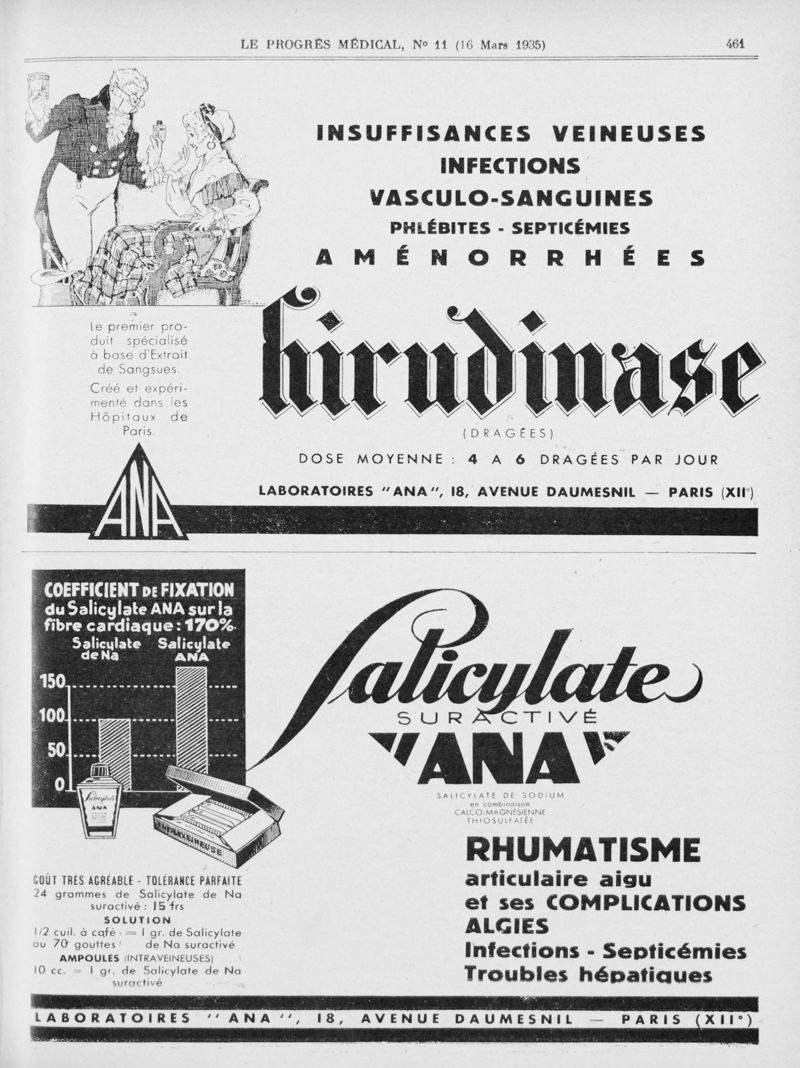 LE PROGRÈS MÉDICAL, Nº 11 (16 Mars 1935)
461
INSUFFISANCES VEINEUSES
INFECTIONS
VASCULO-SANGUINES
PHLÉBITES - SEPTICÉMIES
AMÉNORRHÉES
Le premier pro-
duit spécialisé
à base d'Extrait
de Sangsues.
Créé et expéri-
menté dans les
Hôpitaux de
Paris.
hirudinase
(DRAGÉES)
DOSE MOYENNE : 4 A 6 DRAGÉES PAR JOUR
LABORATOIRES "ANA", 18, AVENUE DAUMESNIL — PARIS (XIIº)
ANA
COEFFICIENT DE FIXATION
du Salicylate ANA sur la
fibre cardiaque : 170%
Salicylate
de Na
Salicylate
ANA
150
100
50
0
Salicylate
ANA
INTRAVEINEUSE
Salicylate
SURACTIVÉ
"ANA"
SALICYLATE DE SODIUM
en combinaison
CALCO-MAGNÉSIENNE
THIOSULFATÉE
GOÛT TRÈS AGRÉABLE - TOLÉRANCE PARFAITE
24 grammes de Salicylate de Na
suractivé : 15 frs
SOLUTION
1/2 cuil. à café = 1 gr. de Salicylate
ou 70 gouttes de Na suractivé
AMPOULES (INTRAVEINEUSES)
10 cc. = 1 gr. de Salicylate de Na
suractivé
RHUMATISME
articulaire aigu
et ses COMPLICATIONS
ALGIES
Infections - Septicémies
Troubles hépatiques
LABORATOIRES "ANA", 18, AVENUE DAUMESNIL — PARIS (XIIº)